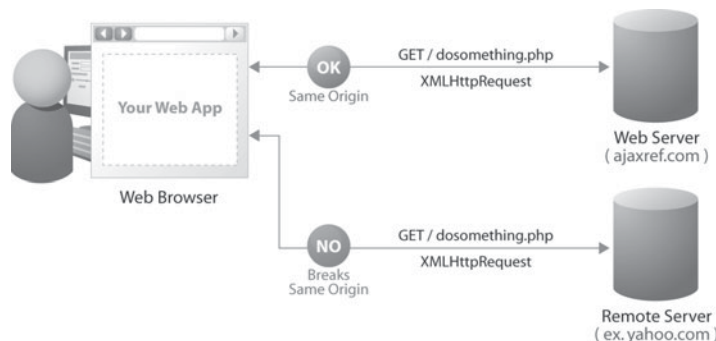 Your Web App
Web Browser
OK
Same Origin
GET / dosomething.php
XMLHttpRequest
Web Server
( ajaxref.com )
NO
Breaks
Same Origin
GET / dosomething.php
XMLHttpRequest
Remote Server
( ex. yahoo.com )